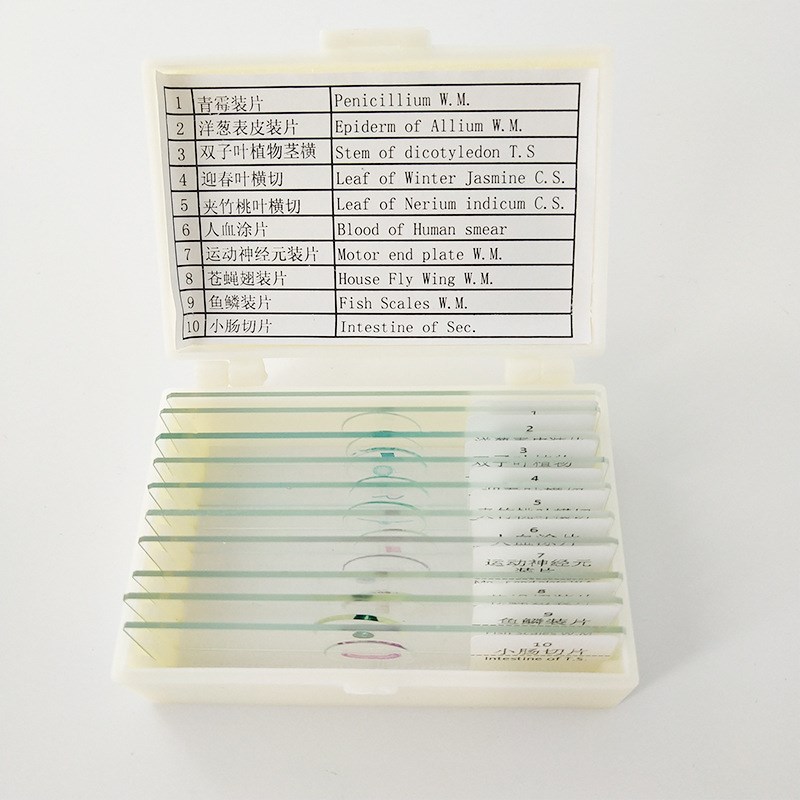 1 青霉装片 Penicillium W.M.
2 洋葱表皮装片 Epiderm of Allium W.M.
3 双子叶植物茎横 Stem of dicotyledon T.S
4 迎春叶横切 Leaf of Winter Jasmine C.S.
5 夹竹桃叶横切 Leaf of Nerium indicum C.S.
6 人血涂片 Blood of Human smear
7 运动神经元装片 Motor end plate W.M.
8 苍蝇翅装片 House Fly Wing W.M.
9 鱼鳞装片 Fish Scales W.M.
10 小肠切片 Intestine of Sec.
1
2
3
双子叶植物
4
5
6
7
运动神经元
装片
8
9
鱼鳞装片
10
小肠切片
Intestine of T.S.